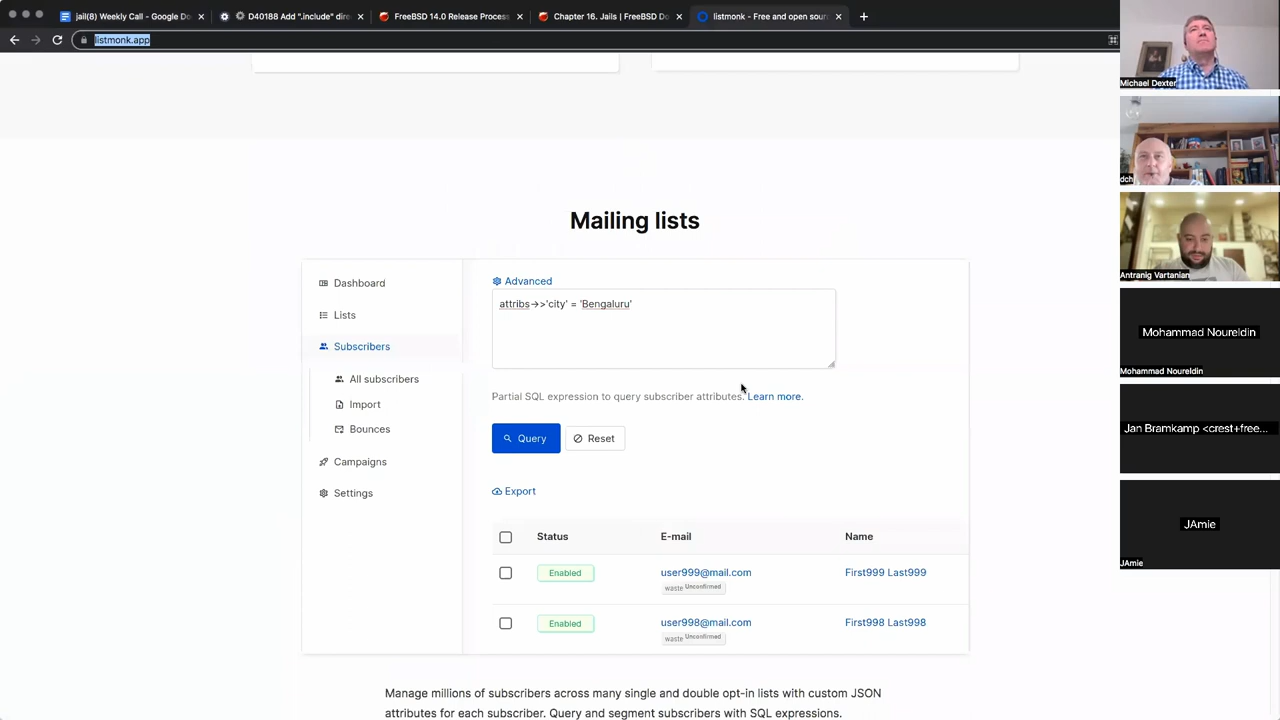 jail(8) Weekly Call - Google Do
D40188 Add ".include" dire
FreeBSD 14.0 Release Process
Chapter 16. Jails | FreeBSD Do
listmonk - Free and open sour
listmonk.app
Mailing lists
Dashboard
Lists
Subscribers
All subscribers
Import
Bounces
Campaigns
Settings
Advanced
attribs->>'city' = 'Bengaluru'
Partial SQL expression to query subscriber attributes. Learn more.
Query Reset
Export
Status E-mail Name
Enabled user999@mail.com First999 Last999
waste Unconfirmed
Enabled user998@mail.com First998 Last998
waste Unconfirmed
Manage millions of subscribers across many single and double opt-in lists with custom JSON
attributes for each subscriber. Query and segment subscribers with SQL expressions.
Michael Dexter
dch
Antranig Vartanian
Mohammad Noureldin
Mohammad Noureldin
Jan Bramkamp <crest+free...
JAmie
JAmie